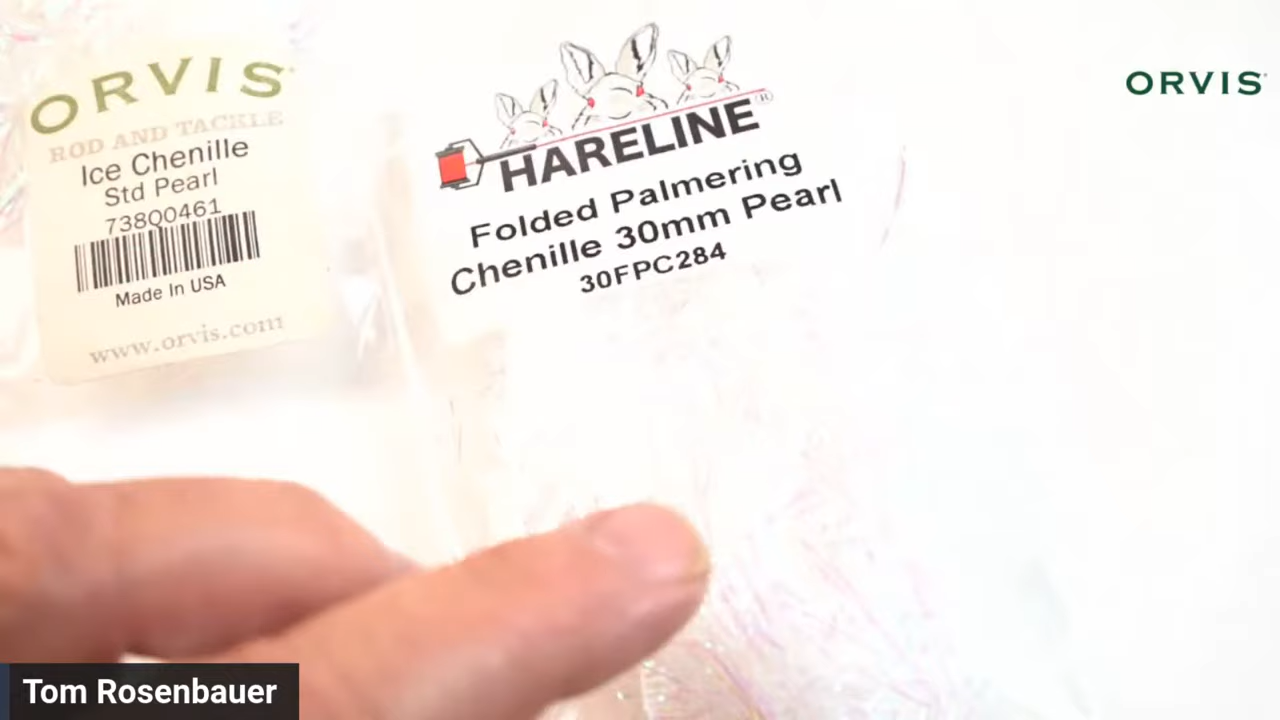 ORVIS
ROD AND TACKLE
Ice Chenille
Std Pearl
738Q0461
Made In USA
www.orvis.com
HARELINE®
Folded Palmering
Chenille 30mm Pearl
30FPC284
ORVIS
Tom Rosenbauer